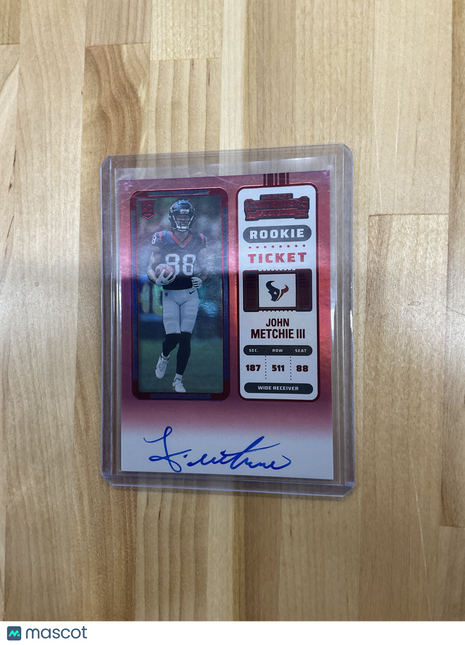 ROOKIE
TICKET
88
JOHN
METCHIE III
SEC ROW SEAT
187 511 88
WIDE RECEIVER
mascot